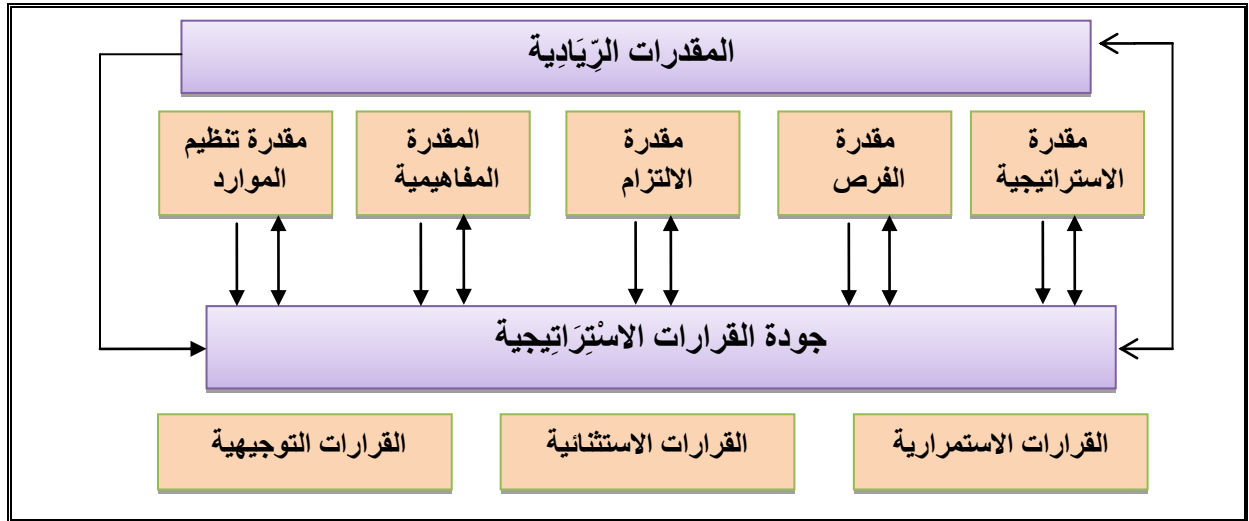 المقدرات الرِّيَادِية
مقدرة
الاستراتيجية
مقدرة
الفرص
مقدرة
الالتزام
المقدرة
المفاهيمية
مقدرة تنظيم
الموارد
جودة القرارات الاسْتِرَاتِيجية
القرارات الاستمرارية
القرارات الاستثنائية
القرارات التوجيهية